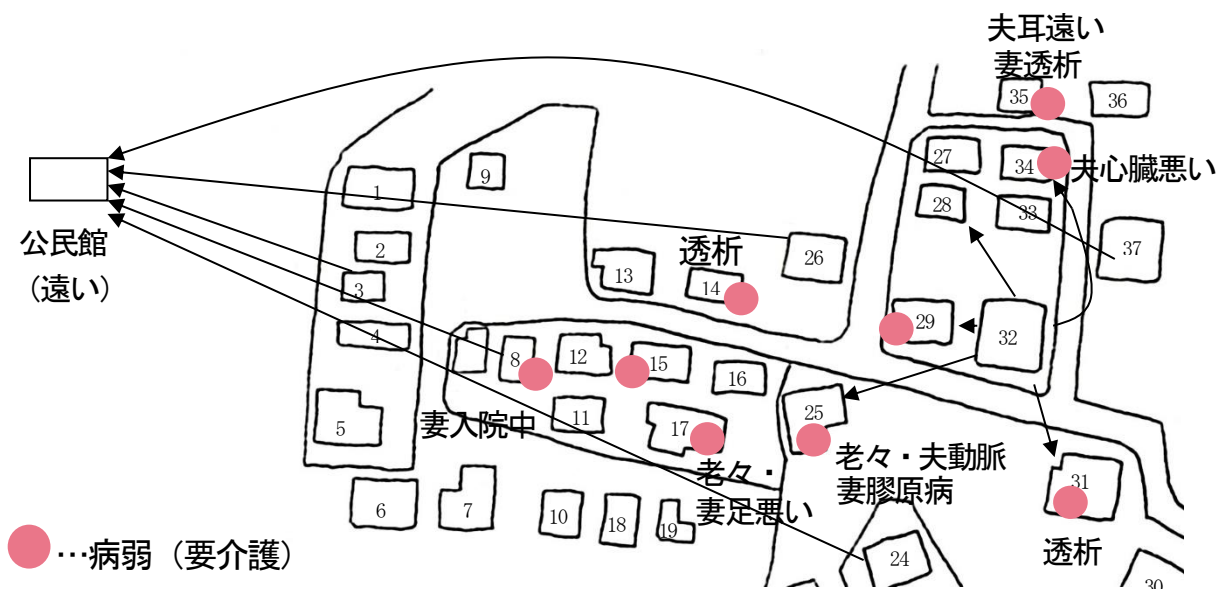 夫耳遠い
妻透析
35
36
27
34
夫心臓悪い
9
1
28
33
公民館
(遠い)
2
透析
26
37
13
3
14
29
4
32
8
12
15
16
25
5
妻入院中
11
17
老々・
妻足悪い
老々・夫動脈
妻膠原病
31
6
7
10
18
19
24
透析
…病弱（要介護）
30